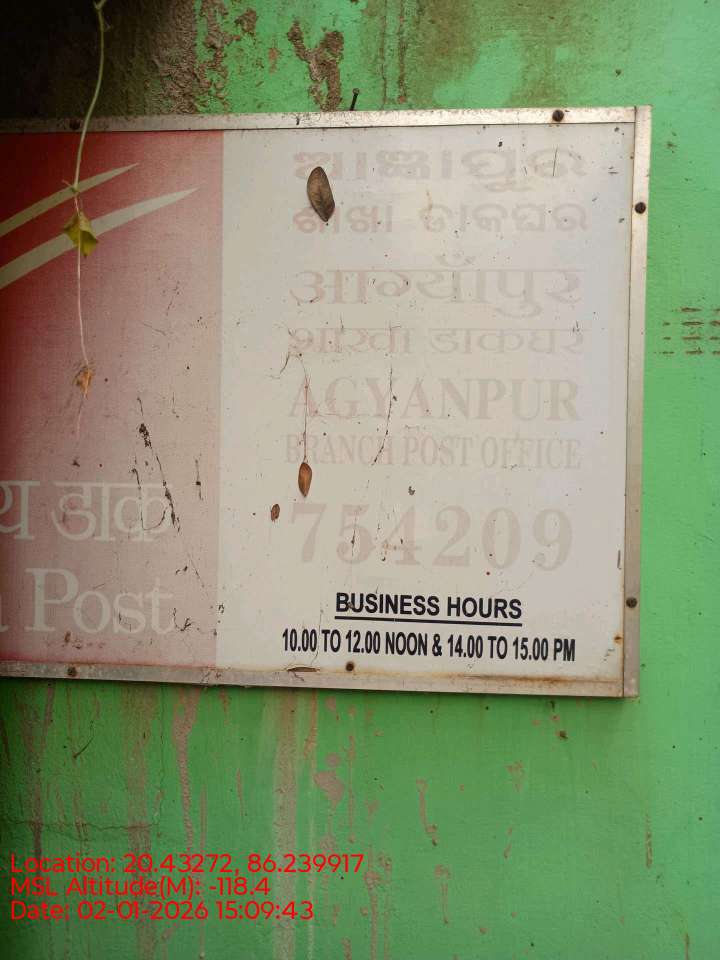 ଆଜ୍ଞାପୁର
ଶାଖା ଡାକଘର
आग्याँपुर
शाखा डाकघर
AGYANPUR
BRANCH POST OFFICE
754209
डाक
Post
BUSINESS HOURS
10.00 TO 12.00 NOON & 14.00 TO 15.00 PM
Location: 20.43272, 86.239917
MSL Altitude(M): -118.4
Date: 02-01-2026 15:09:43